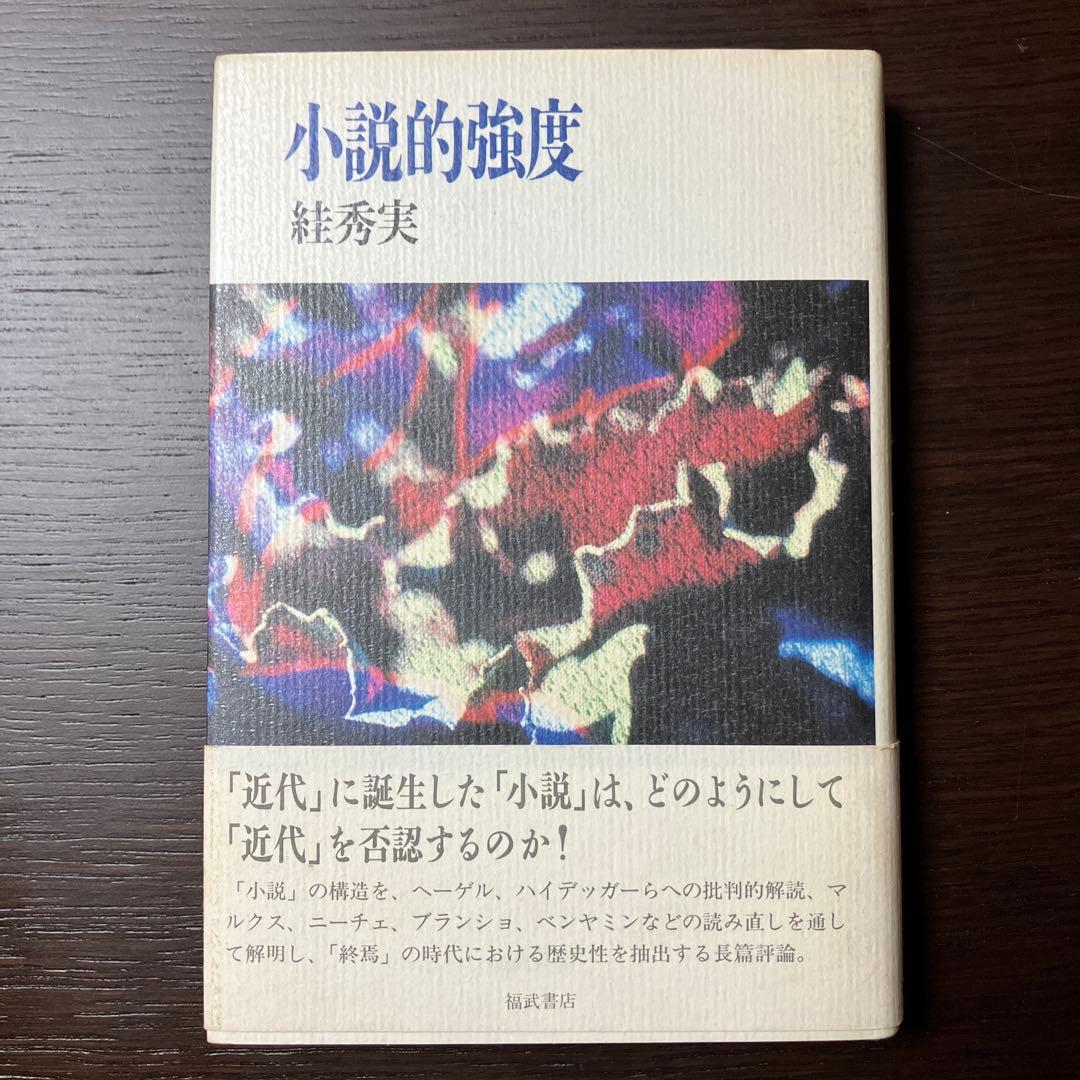 小説的強度
絓秀実
「近代」に誕生した「小説」は、どのようにして
「近代」を否認するのか!
「小説」の構造を、ヘーゲル、ハイデッガーらへの批判的解読、マ
ルクス、ニーチェ、ブランショ、ベンヤミンなどの読み直しを通し
て解明し、「終焉」の時代における歴史性を抽出する長篇評論。
福武書店